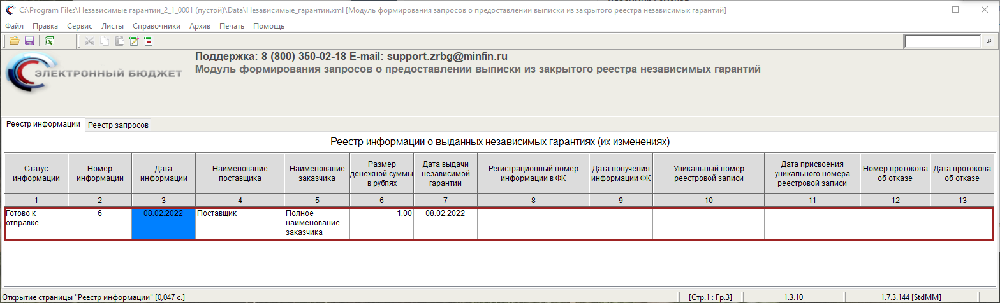 C:\Program Files\Независимые гарантии_2_1_0001 (пустой)\Data\Независимые_гарантии.xml [Модуль формирования запросов о предоставлении выписки из закрытого реестра независимых гарантий]
Файл Правка Сервис Листы Справочники Архив Печать Помощь
Поддержка: 8 (800) 350-02-18 E-mail: support.zrbg@minfin.ru
Модуль формирования запросов о предоставлении выписки из закрытого реестра независимых гарантий
ЭЛЕКТРОННЫЙ БЮДЖЕТ
Реестр информации Реестр запросов
Реестр информации о выданных независимых гарантиях (их изменениях)
Статус информации
Номер информации
Дата информации
Наименование поставщика
Наименование заказчика
Размер денежной суммы в рублях
Дата выдачи независимой гарантии
Регистрационный номер информации в ФК
Дата получения информации ФК
Уникальный номер реестровой записи
Дата присвоения уникального номера реестровой записи
Номер протокола об отказе
Дата протокола об отказе
1 2 3 4 5 6 7 8 9 10 11 12 13
Готово к отправке
6
08.02.2022
Поставщик
Полное наименование заказчика
1,00
08.02.2022
Открытие страницы "Реестр информации" [0,047 с.]
[Стр.1 : Гр.3]
1.3.10
1.7.3.144 [StdMM]